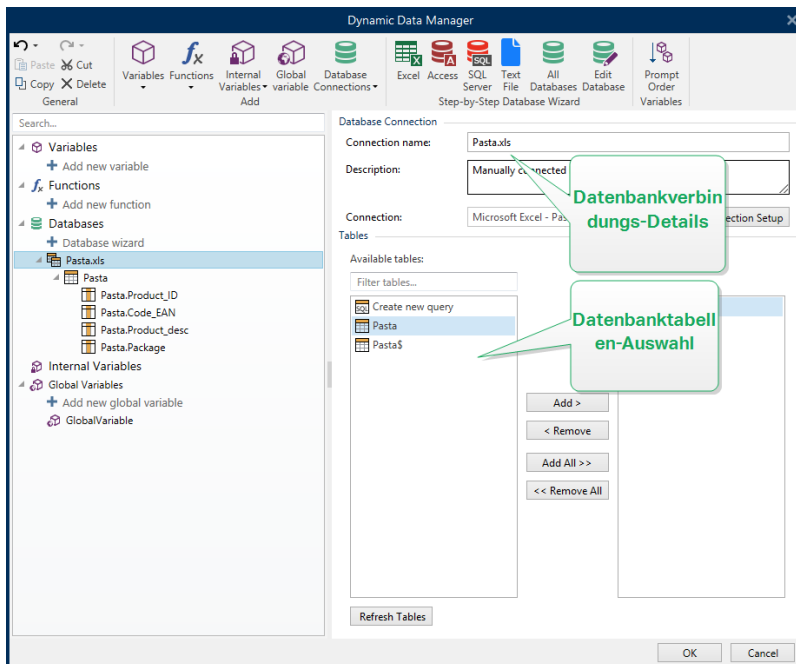 Dynamic Data Manager
Paste Cut
Copy Delete
General
Variables Functions Internal Variables Global variable Database Connections
Add
Excel Access SQL Server Text File All Databases Edit Database
Step-by-Step Database Wizard
Prompt Order
Variables
Search...
Variables
Add new variable
Functions
Add new function
Databases
Database wizard
Pasta.xls
Pasta
Pasta.Product_ID
Pasta.Code_EAN
Pasta.Product_desc
Pasta.Package
Internal Variables
Global Variables
Add new global variable
GlobalVariable
Database Connection
Connection name: Pasta.xls
Description: Manually connected
Connection: Microsoft Excel - Pas
ection Setup
Datenbankverbin
dungs-Details
Tables
Available tables:
Filter tables...
SQL Create new query
Pasta
Pasta$
Datenbanktabell
en-Auswahl
Add >
< Remove
Add All >>
<< Remove All
Refresh Tables
OK Cancel